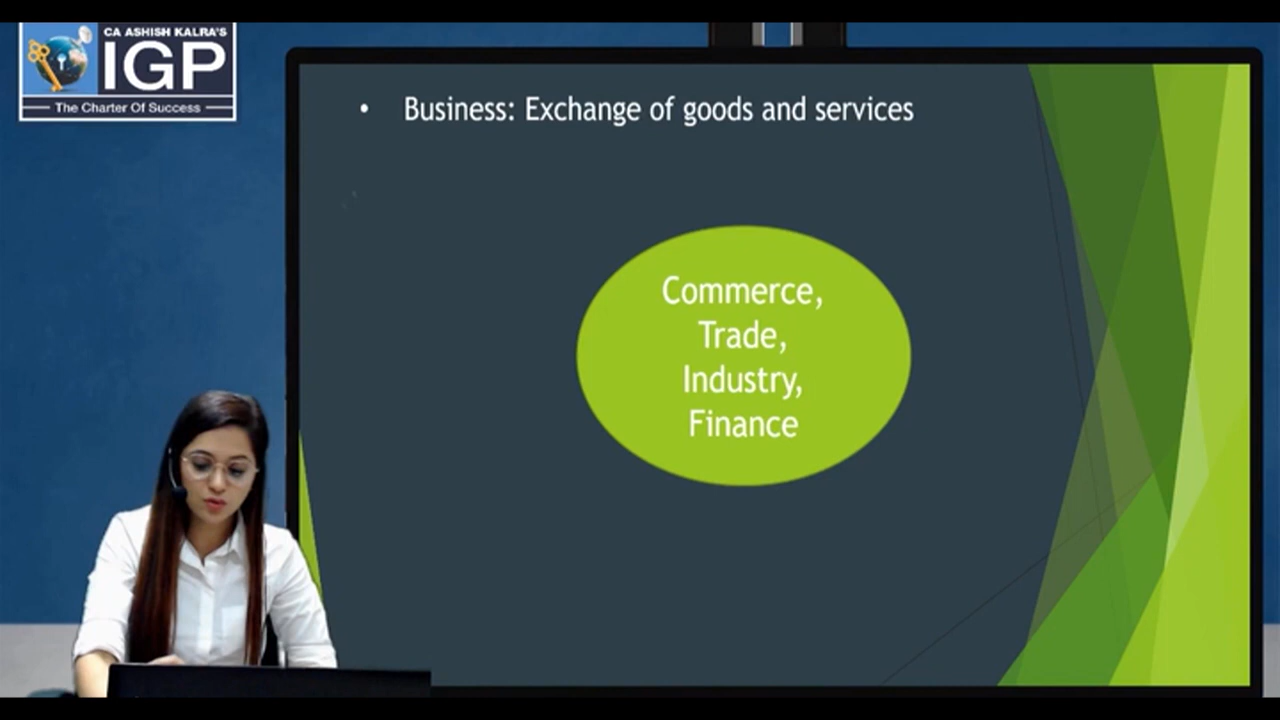 CA ASHISH KALRA'S
IGP
The Charter Of Success
• Business: Exchange of goods and services
Commerce,
Trade,
Industry,
Finance